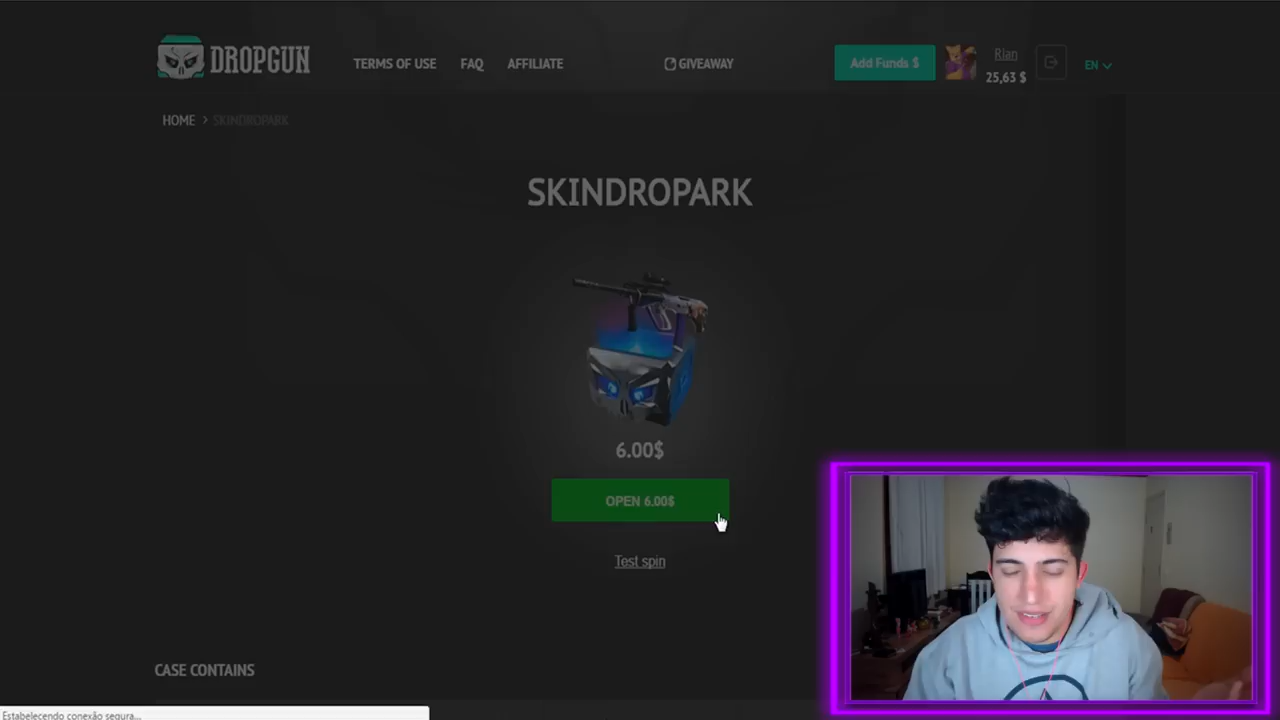 DROPGUN
TERMS OF USE
FAQ
AFFILIATE
GIVEAWAY
Add Funds $
Rian
25,63 $
EN
HOME > SKINDROPARK
SKINDROPARK
6.00$
OPEN 6.00$
Test spin
CASE CONTAINS
Estabelecendo conexão segura...